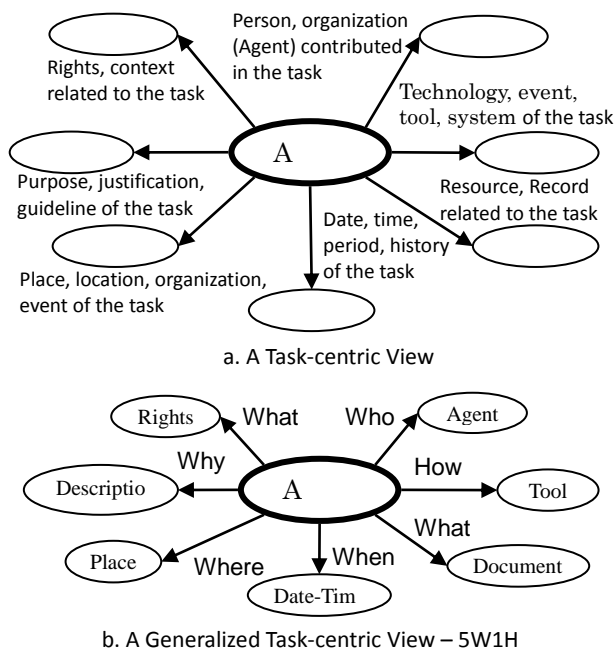 Person, organization
(Agent) contributed
in the task
Rights, context
related to the task
Technology, event,
tool, system of the task
A
Purpose, justification,
guideline of the task
Resource, Record
related to the task
Date, time,
period, history
of the task
Place, location, organization,
event of the task
a. A Task-centric View
Rights
What
Who
Agent
Why
How
Descriptio
A
Tool
What
Place
Where
When
Document
Date-Tim
b. A Generalized Task-centric View – 5W1H